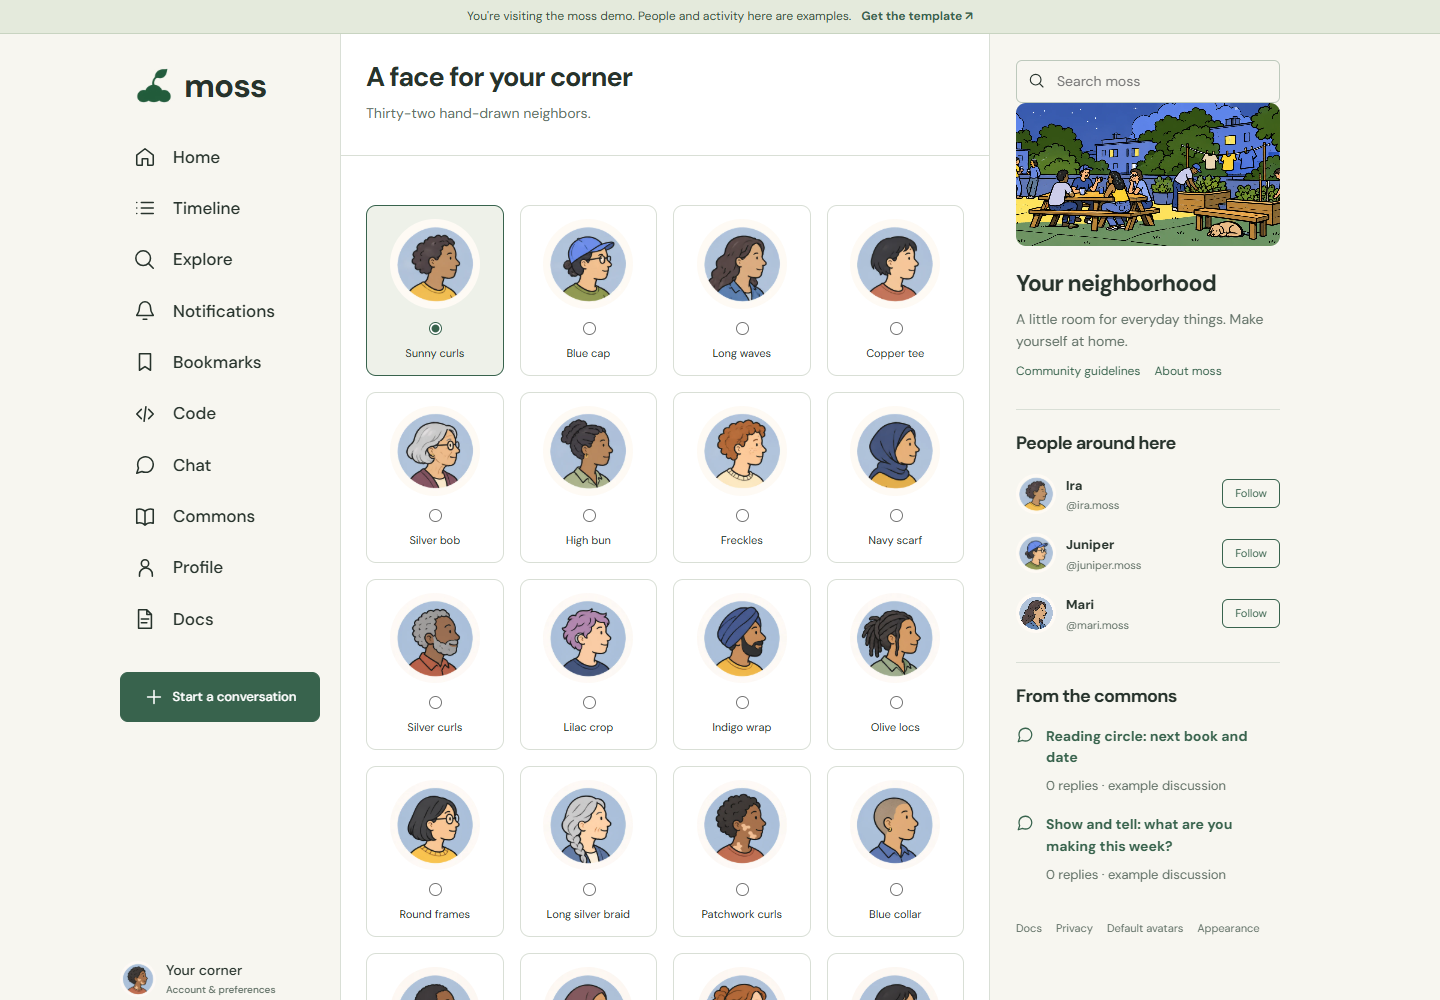 You're visiting the moss demo. People and activity here are examples. Get the template
moss
Home
Timeline
Explore
Notifications
Bookmarks
Code
Chat
Commons
Profile
Docs
Start a conversation
Your corner
Account & preferences
A face for your corner
Thirty-two hand-drawn neighbors.
Sunny curls
Blue cap
Long waves
Copper tee
Silver bob
High bun
Freckles
Navy scarf
Silver curls
Lilac crop
Indigo wrap
Olive locs
Round frames
Long silver braid
Patchwork curls
Blue collar
Search moss
Your neighborhood
A little room for everyday things. Make
yourself at home.
Community guidelines About moss
People around here
Ira
@ira.moss
Follow
Juniper
@juniper.moss
Follow
Mari
@mari.moss
Follow
From the commons
Reading circle: next book and
date
0 replies · example discussion
Show and tell: what are you
making this week?
0 replies · example discussion
Docs Privacy Default avatars Appearance